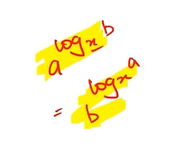 a^{log_x b}
= b^{log_x a}